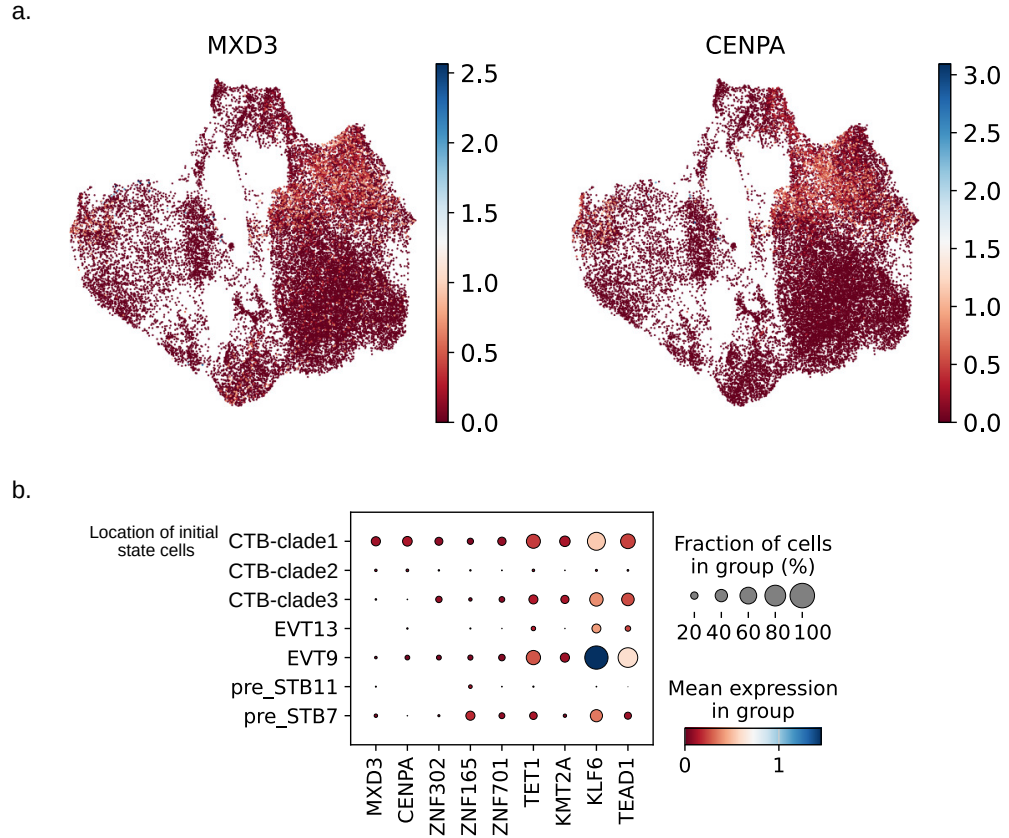 a.
MXD3
CENPA
2.5
2.0
1.5
1.0
0.5
0.0
3.0
2.5
2.0
1.5
1.0
0.5
0.0
b.
Location of initial
state cells
CTB-clade1
CTB-clade2
CTB-clade3
EVT13
EVT9
pre_STB11
pre_STB7
MXD3
CENPA
ZNF302
ZNF165
ZNF701
TET1
KMT2A
KLF6
TEAD1
Fraction of cells
in group (%)
20 40 60 80 100
Mean expression
in group
0 1